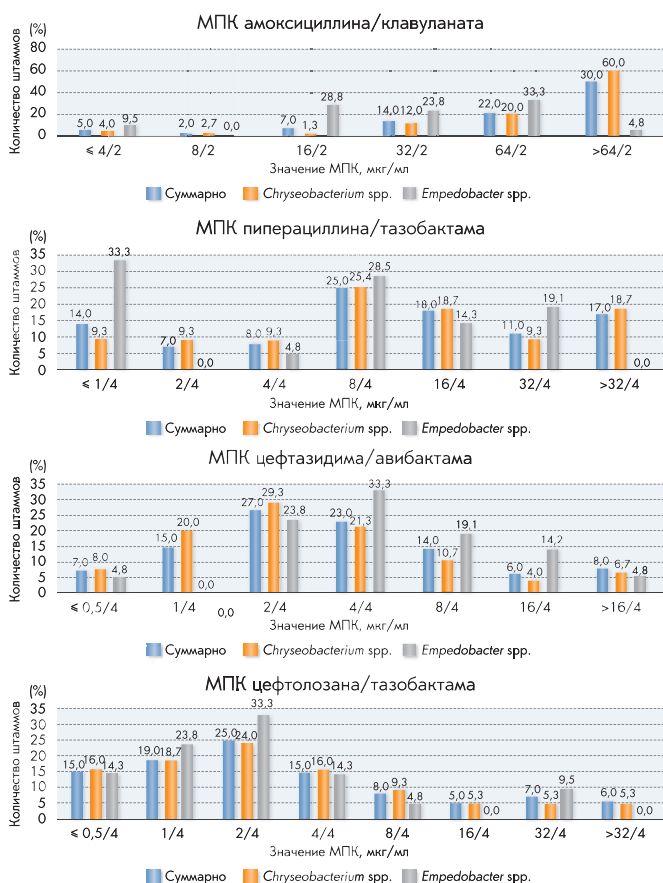 МПК амоксициллина/клавуланата
(%)
Количество штаммов
80
60
40
20
0
5,0 4,0 9,5
2,0 2,7 0,0
7,0 1,3 28,8
14,0 12,0 23,8
22,0 20,0 33,3
30,0 60,0 4,8
≤ 4/2 8/2 16/2 32/2 64/2 >64/2
Значение МПК, мкг/мл
Суммарно Chryseobacterium spp. Empedobacter spp.
МПК пиперациллина/тазобактама
(%)
Количество штаммов
35
30
25
20
15
10
5
0
14,0 9,3 33,3
7,0 9,3 0,0
8,0 9,3 4,8
25,0 25,4 28,5
18,0 18,7 14,3
11,0 9,3 19,1
17,0 18,7 0,0
≤ 1/4 2/4 4/4 8/4 16/4 32/4 >32/4
Значение МПК, мкг/мл
Суммарно Chryseobacterium spp. Empedobacter spp.
МПК цефтазидима/авибактама
(%)
Количество штаммов
35
30
25
20
15
10
5
0
7,0 8,0 4,8
15,0 20,0 0,0
27,0 29,3 23,8
23,0 21,3 33,3
14,0 10,7 19,1
6,0 4,0 14,2
8,0 6,7 4,8
≤ 0,5/4 1/4 0,0 2/4 4/4 8/4 16/4 >16/4
Значение МПК, мкг/мл
Суммарно Chryseobacterium spp. Empedobacter spp.
МПК цефтолозана/тазобактама
(%)
Количество штаммов
35
30
25
20
15
10
5
0
15,0 16,0 14,3
19,0 18,7 23,8
25,0 24,0 33,3
15,0 16,0 14,3
8,0 9,3 4,8
5,0 5,3 0,0
7,0 5,3 9,5
6,0 5,3 0,0
≤ 0,5/4 1/4 2/4 4/4 8/4 16/4 32/4 >32/4
Значение МПК, мкг/мл
Суммарно Chryseobacterium spp. Empedobacter spp.